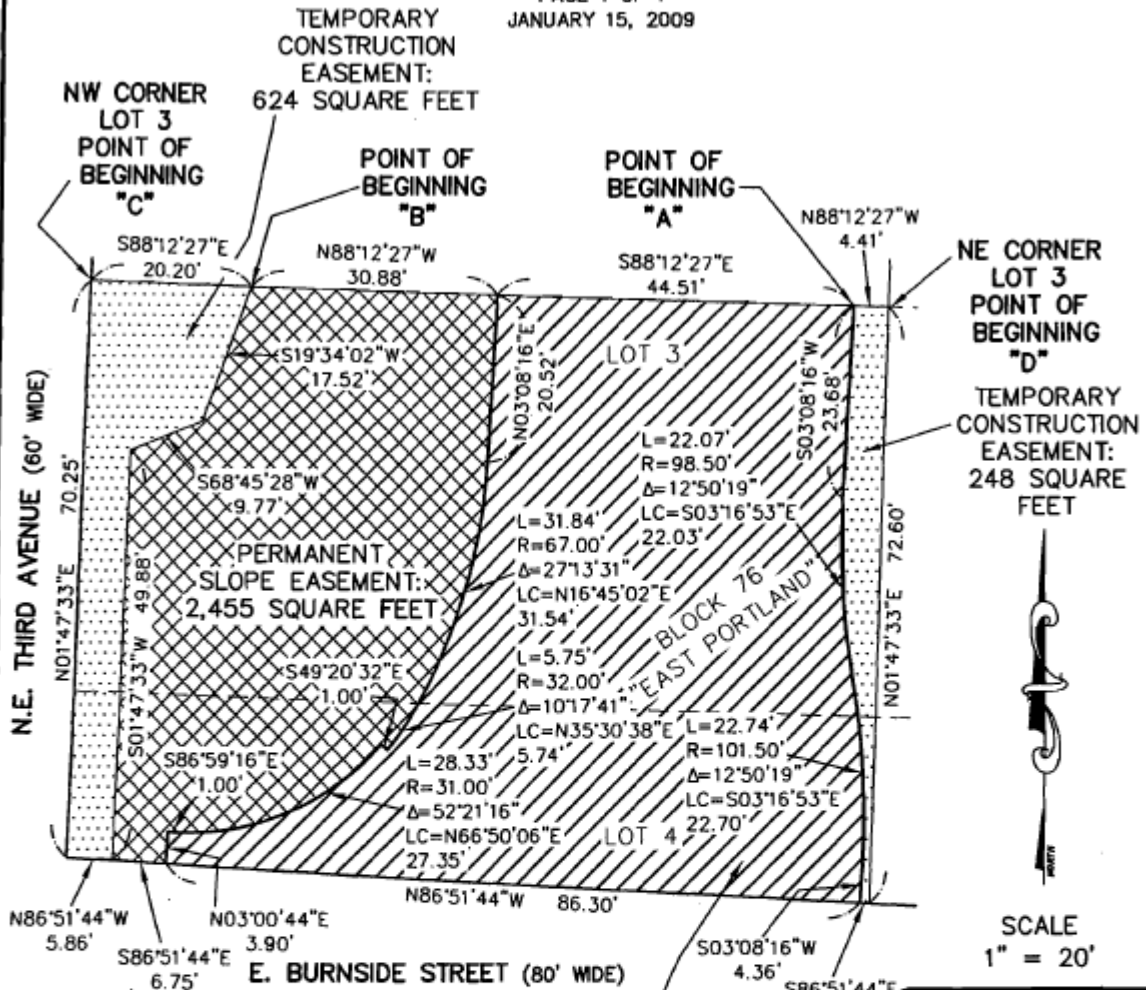 JANUARY 15, 2009
TEMPORARY
CONSTRUCTION
EASEMENT:
624 SQUARE FEET
NW CORNER
LOT 3
POINT OF
BEGINNING
"C"
POINT OF
BEGINNING
"B"
POINT OF
BEGINNING
"A"
N88°12'27"W
4.41'
NE CORNER
LOT 3
POINT OF
BEGINNING
"D"
S88°12'27"E
20.20'
N88°12'27"W
30.88'
S88°12'27"E
44.51'
TEMPORARY
CONSTRUCTION
EASEMENT:
248 SQUARE
FEET
S19°34'02"W
17.52'
N03°08'16"E
20.52'
LOT 3
S03°08'16"W
23.68'
L=22.07'
R=98.50'
Δ=12°50'19"
LC=S03°16'53"E
22.03'
S68°45'28"W
9.77'
N.E. THIRD AVENUE (60' WIDE)
N01°47'33"E
70.25'
S01°47'33"W
49.88'
PERMANENT
SLOPE EASEMENT:
2,455 SQUARE FEET
L=31.84'
R=67.00'
Δ=27°13'31"
LC=N16°45'02"E
31.54'
BLOCK 76
"EAST PORTLAND"
N01°47'33"E
72.60'
S49°20'32"E
1.00'
L=5.75'
R=32.00'
Δ=10°17'41"
LC=N35°30'38"E
5.74'
S86°59'16"E
1.00'
L=28.33'
R=31.00'
Δ=52°21'16"
LC=N66°50'06"E
27.35'
L=22.74'
R=101.50'
Δ=12°50'19"
LC=S03°16'53"E
22.70'
LOT 4
NORTH
N86°51'44"W
86.30'
N86°51'44"W
5.86'
N03°00'44"E
3.90'
S86°51'44"E
6.75'
S03°08'16"W
4.36'
S86°51'44"E
E. BURNSIDE STREET (80' WIDE)
SCALE
1" = 20'